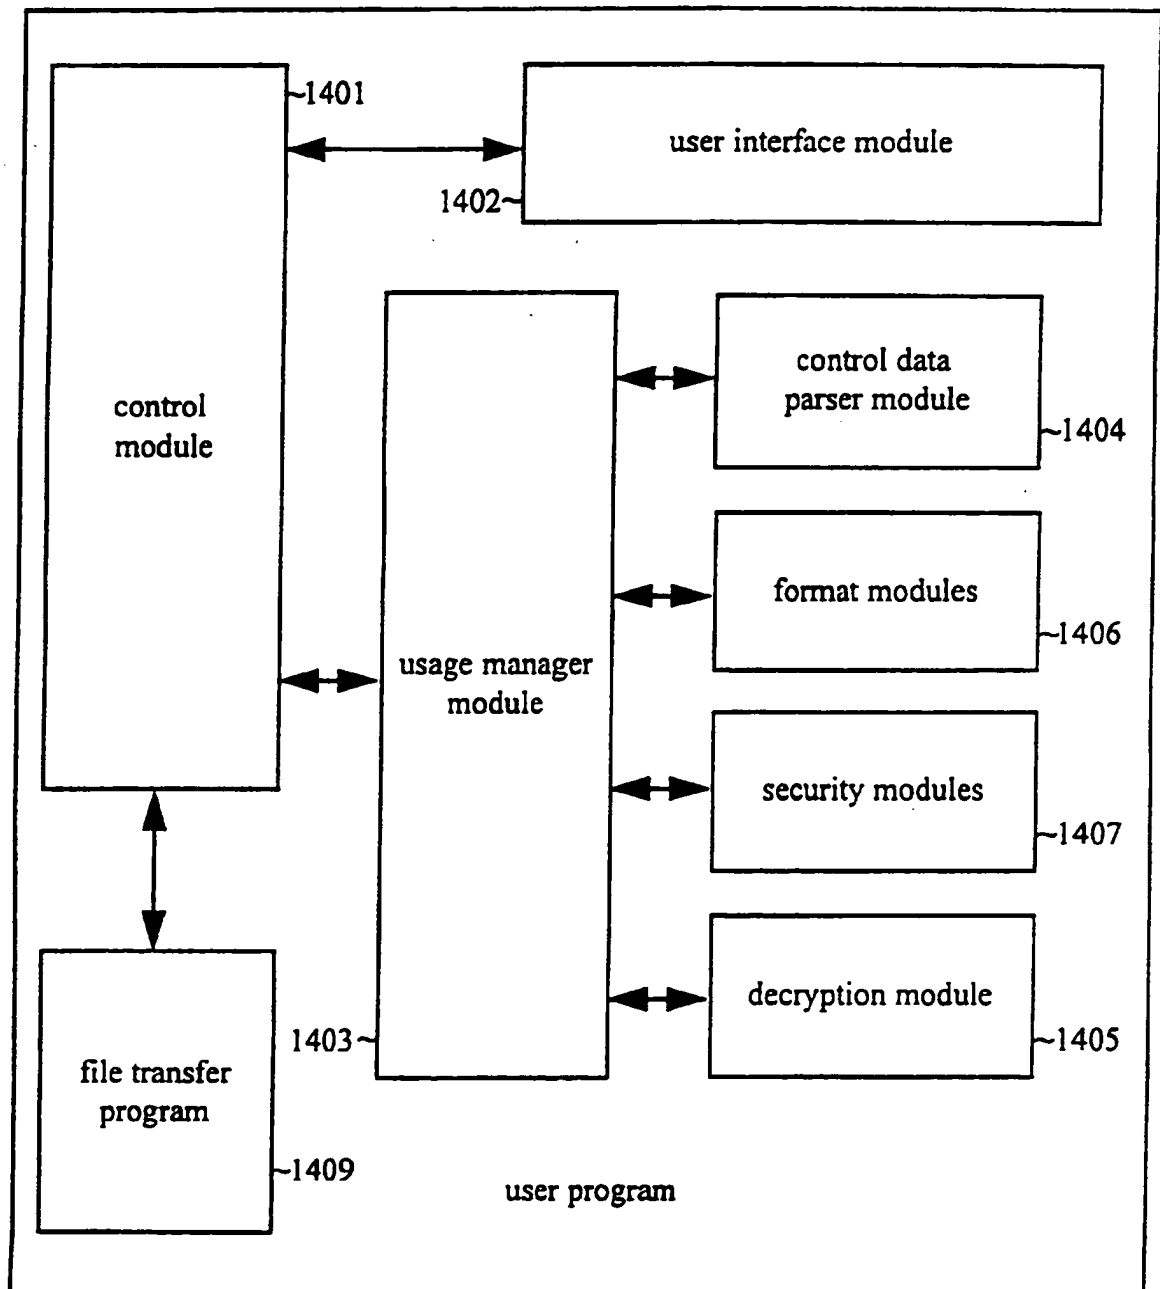 ~1401
user interface module
1402~
control data
parser module
~1404
control
module
format modules
~1406
usage manager
module
security modules
~1407
decryption module
1403~
~1405
file transfer
program
~1409
user program